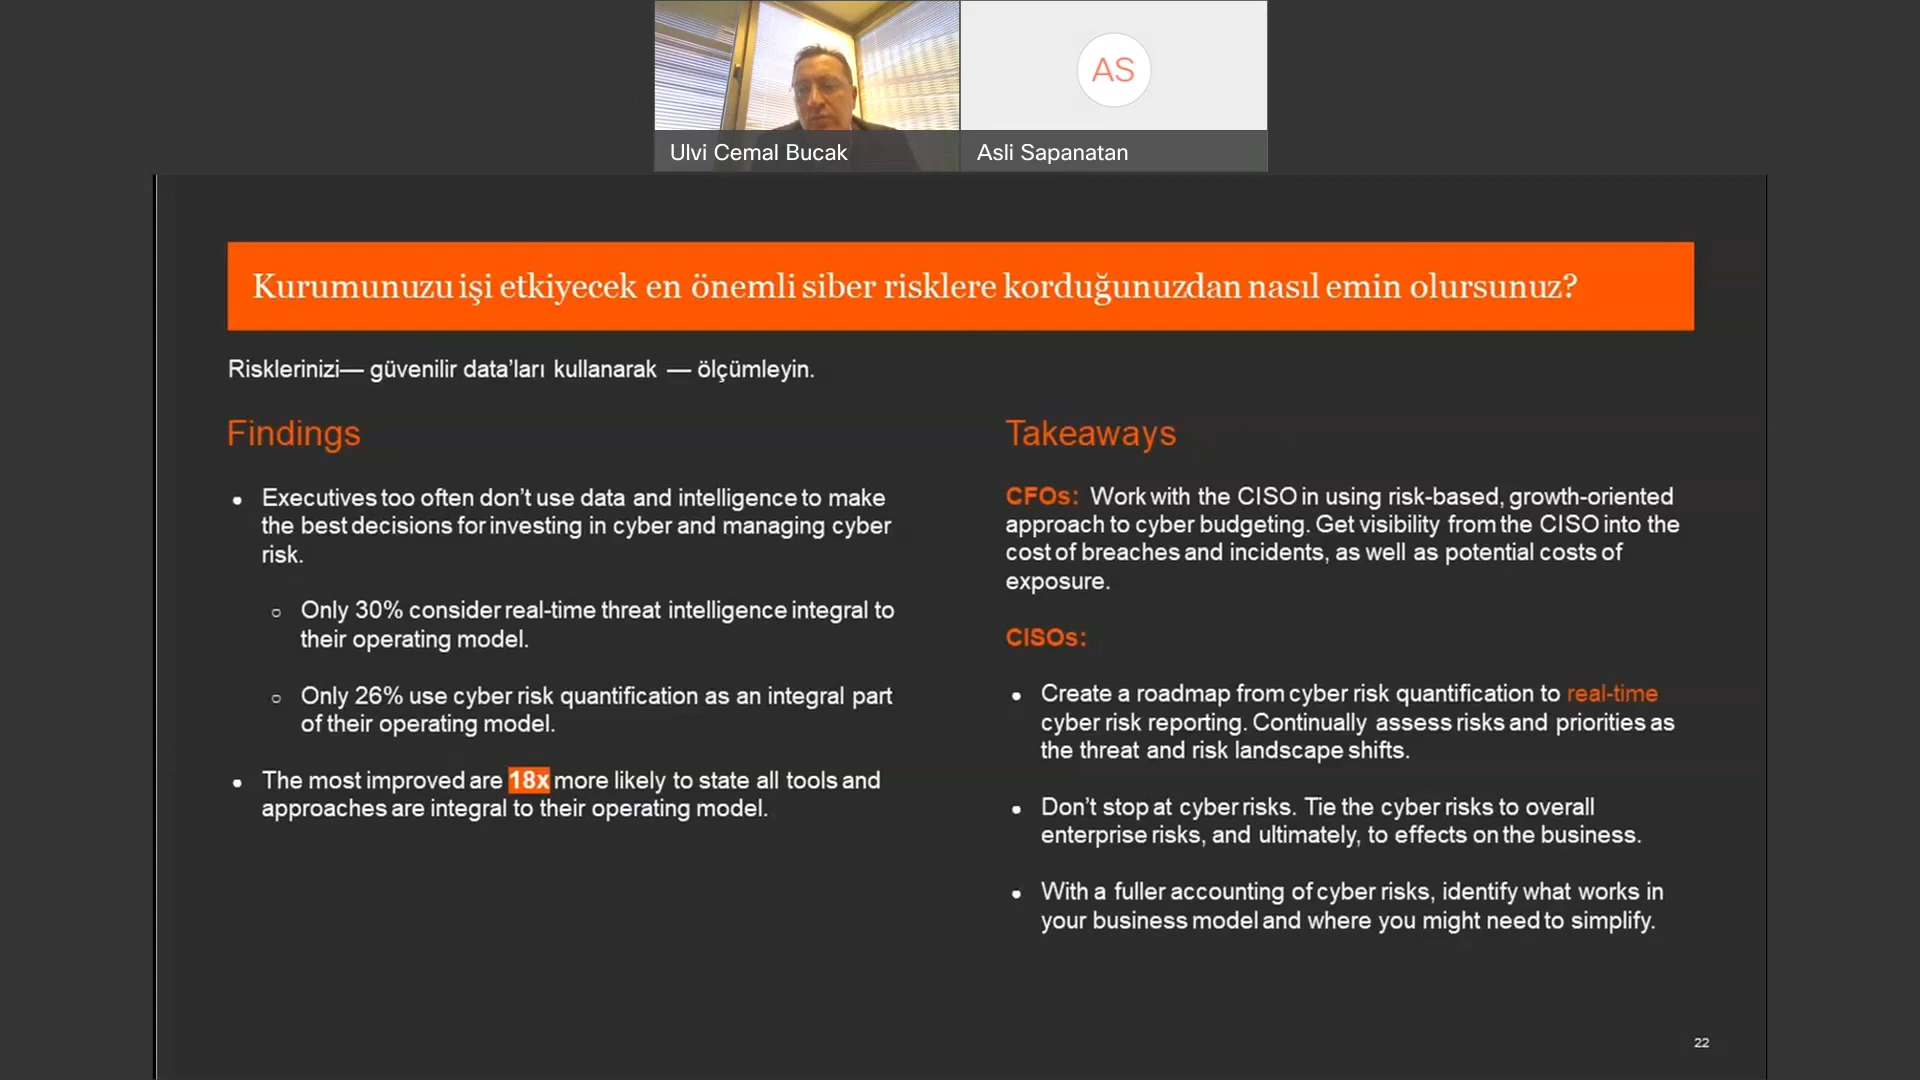 AS
Ulvi Cemal Bucak
Asli Sapanatan
Kurumunuzu işi etkiyecek en önemli siber risklere korduğunuzdan nasıl emin olursunuz?
Risklerinizi— güvenilir data’ları kullanarak — ölçümleyin.
Findings
• Executives too often don’t use data and intelligence to make
the best decisions for investing in cyber and managing cyber
risk.
○ Only 30% consider real-time threat intelligence integral to
their operating model.
○ Only 26% use cyber risk quantification as an integral part
of their operating model.
• The most improved are 18x more likely to state all tools and
approaches are integral to their operating model.
Takeaways
CFOs: Work with the CISO in using risk-based, growth-oriented
approach to cyber budgeting. Get visibility from the CISO into the
cost of breaches and incidents, as well as potential costs of
exposure.
CISOs:
• Create a roadmap from cyber risk quantification to real-time
cyber risk reporting. Continually assess risks and priorities as
the threat and risk landscape shifts.
• Don’t stop at cyber risks. Tie the cyber risks to overall
enterprise risks, and ultimately, to effects on the business.
• With a fuller accounting of cyber risks, identify what works in
your business model and where you might need to simplify.
22